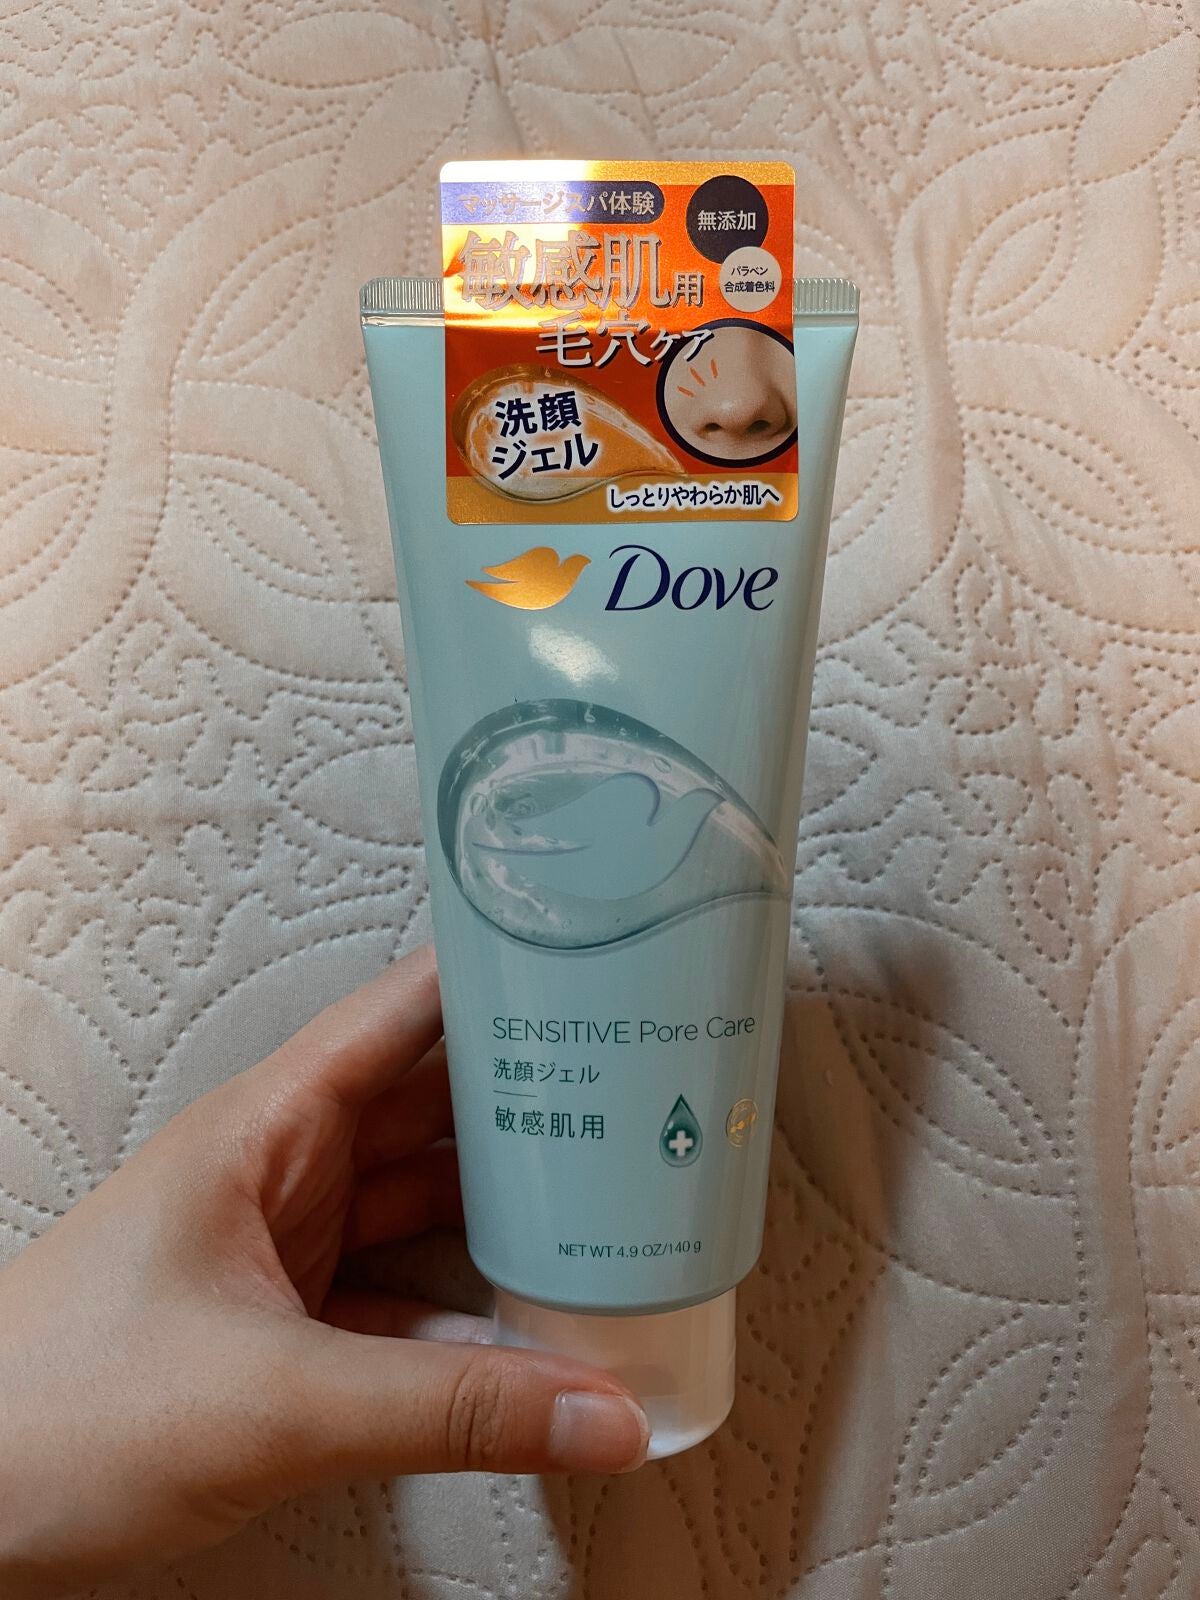 マッサージスパ体験
無添加
パラベン
合成着色料
敏感肌用
毛穴ケア
洗顔
ジェル
しっとりやわらか肌へ
Dove
SENSITIVE Pore Care
洗顔ジェル
敏感肌用
NET WT 4.9 OZ/140 g